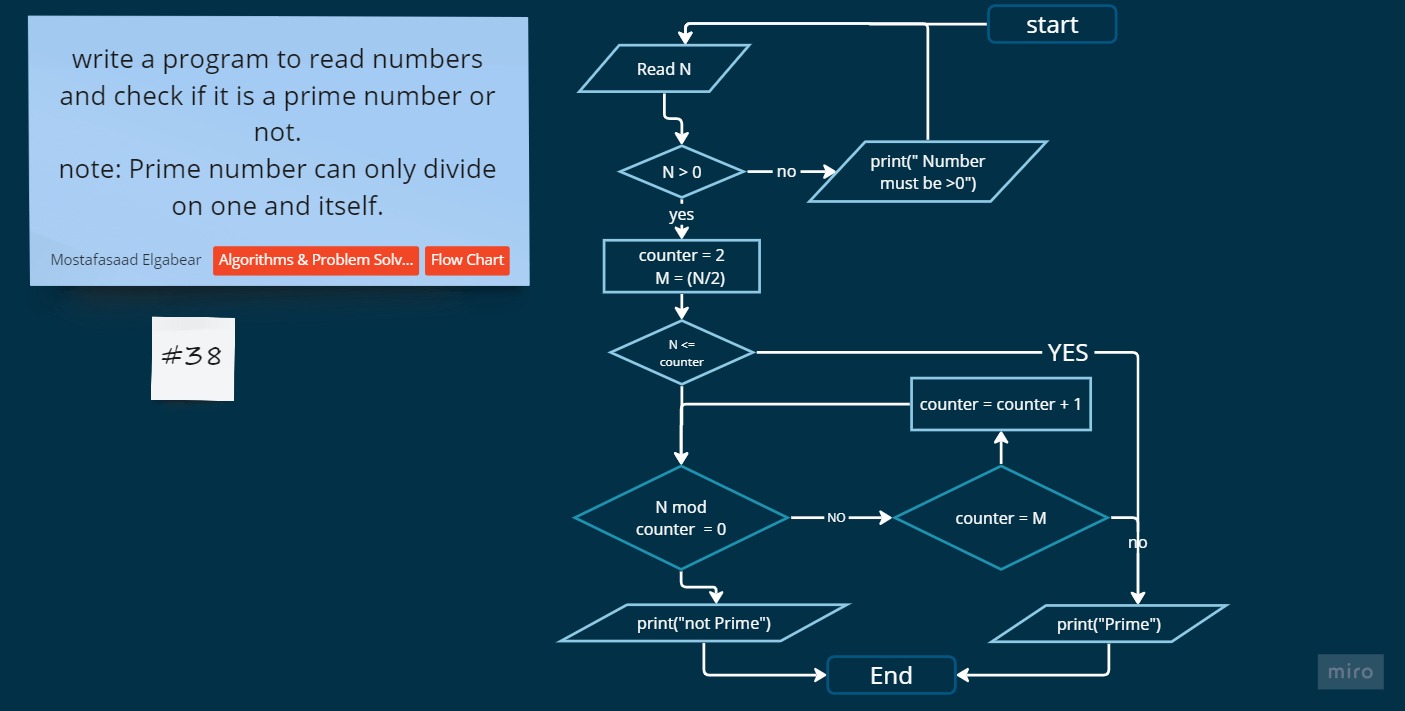 write a program to read numbers
and check if it is a prime number or
not.
note: Prime number can only divide
on one and itself.
Mostafasaad Elgabear
Algorithms & Problem Solv...
Flow Chart
#38
start
Read N
N > 0
no
print(" Number
must be >0")
yes
counter = 2
M = (N/2)
N <=
counter
YES
counter = counter + 1
N mod
counter = 0
NO
counter = M
no
print("not Prime")
print("Prime")
End
miro